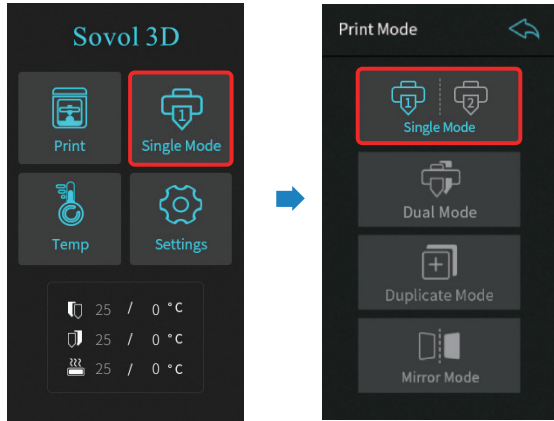 Sovol 3D
Print
1
Single Mode
Temp
Settings
25 / 0 °C
25 / 0 °C
25 / 0 °C
Print Mode
1 2
Single Mode
Dual Mode
Duplicate Mode
Mirror Mode